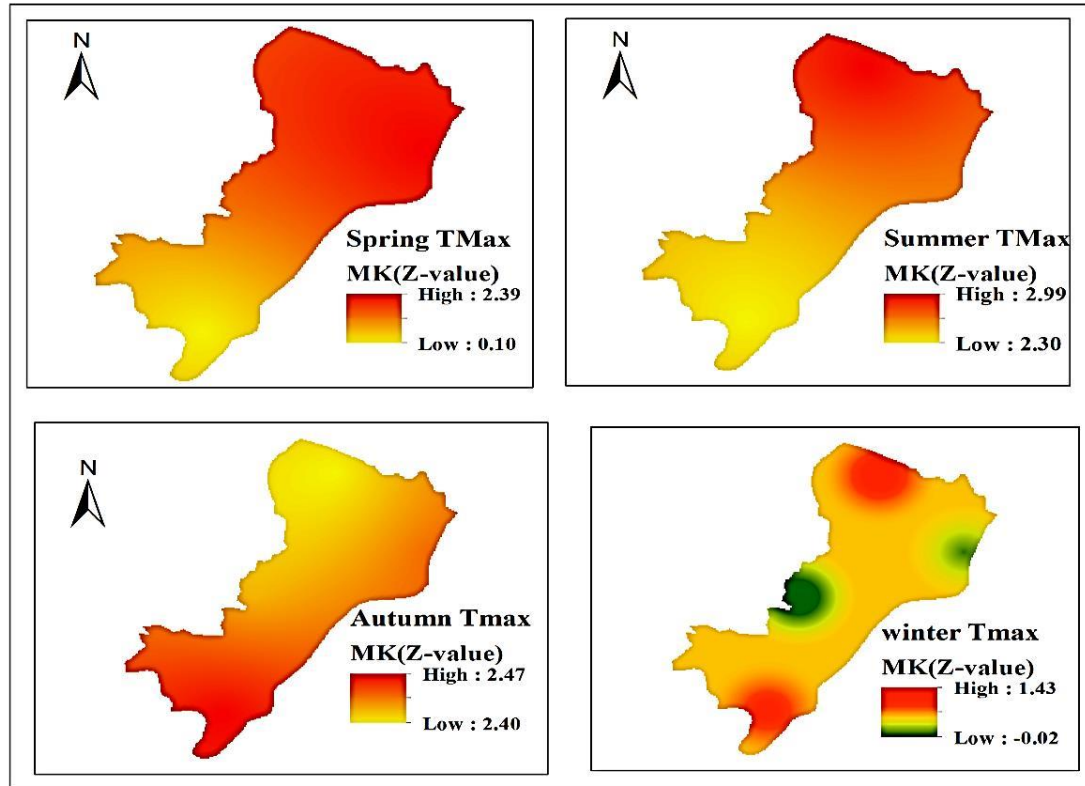 N
Spring TMax
MK(Z-value)
High : 2.39
Low : 0.10
N
Summer TMax
MK(Z-value)
High : 2.99
Low : 2.30
N
Autumn Tmax
MK(Z-value)
High : 2.47
Low : 2.40
winter Tmax
MK(Z-value)
High : 1.43
Low : -0.02